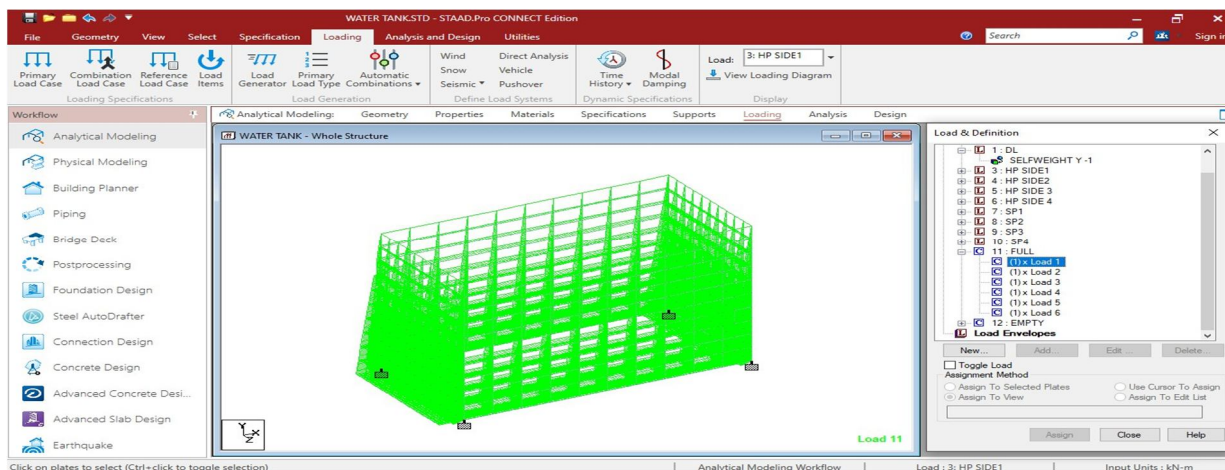 WATER TANK.STD - STAAD.Pro CONNECT Edition
File Geometry View Select Specification Loading Analysis and Design Utilities Search Sign in
Primary Load Case
Combination Load Case
Reference Load Case
Load Items
Loading Specifications
Load Generator
Primary Load Type
Automatic Combinations
Load Generation
Wind
Snow
Seismic
Direct Analysis
Vehicle
Pushover
Define Load Systems
Time History
Modal Damping
Dynamic Specifications
Load: 3: HP SIDE1
View Loading Diagram
Display
Workflow
Analytical Modeling
Physical Modeling
Building Planner
Piping
Bridge Deck
Postprocessing
Foundation Design
Steel AutoDrafter
Connection Design
Concrete Design
Advanced Concrete Desi...
Advanced Slab Design
Earthquake
Analytical Modeling: Geometry Properties Materials Specifications Supports Loading Analysis Design
WATER TANK - Whole Structure
Y
X
Z
Load 11
Load & Definition
1 : DL
SELFWEIGHT Y -1
3 : HP SIDE1
4 : HP SIDE2
5 : HP SIDE 3
6 : HP SIDE 4
7 : SP1
8 : SP2
9 : SP3
10 : SP4
11 : FULL
(1) x Load 1
(1) x Load 2
(1) x Load 3
(1) x Load 4
(1) x Load 5
(1) x Load 6
12 : EMPTY
Load Envelopes
New... Add... Edit ... Delete...
Toggle Load
Assignment Method
Assign To Selected Plates Use Cursor To Assign
Assign To View Assign To Edit List
Assign Close Help
Click on plates to select (Ctrl+click to toggle selection) Analytical Modeling Workflow Load : 3: HP SIDE1 Input Units : kN-m